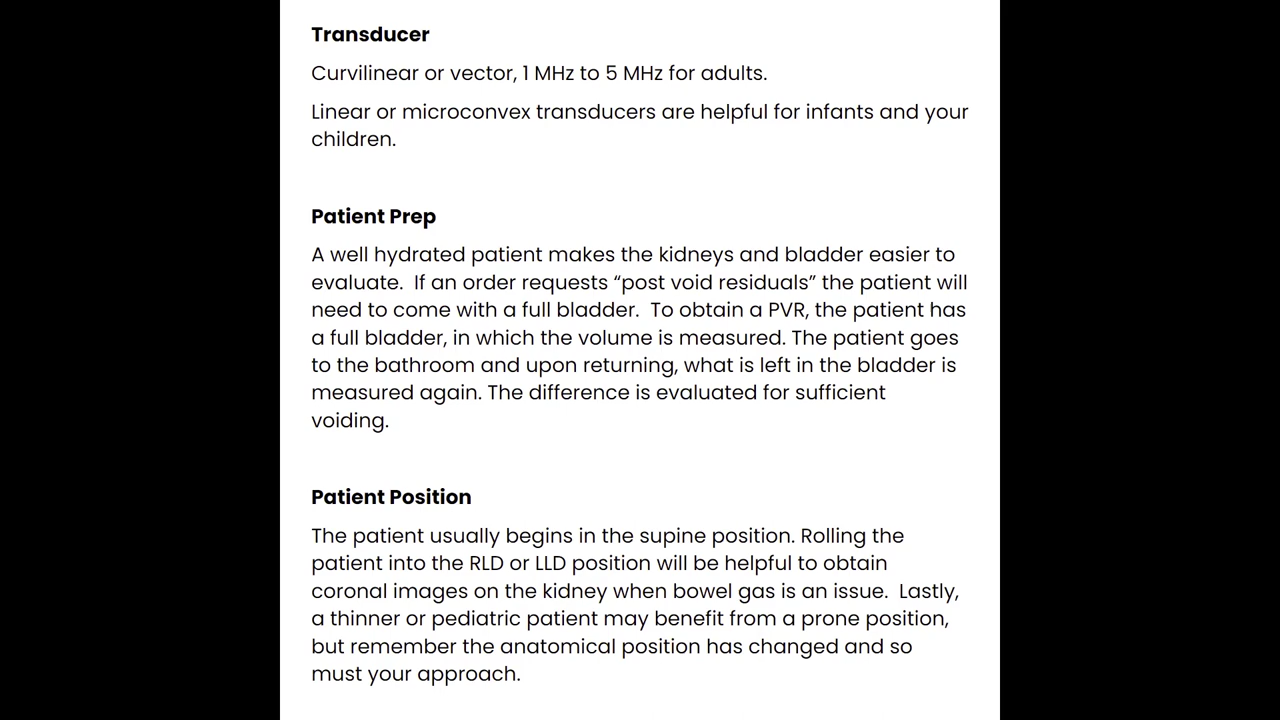 Transducer
Curvilinear or vector, 1 MHz to 5 MHz for adults.
Linear or microconvex transducers are helpful for infants and your
children.
Patient Prep
A well hydrated patient makes the kidneys and bladder easier to
evaluate.  If an order requests “post void residuals” the patient will
need to come with a full bladder.  To obtain a PVR, the patient has
a full bladder, in which the volume is measured. The patient goes
to the bathroom and upon returning, what is left in the bladder is
measured again. The difference is evaluated for sufficient
voiding.
Patient Position
The patient usually begins in the supine position. Rolling the
patient into the RLD or LLD position will be helpful to obtain
coronal images on the kidney when bowel gas is an issue.  Lastly,
a thinner or pediatric patient may benefit from a prone position,
but remember the anatomical position has changed and so
must your approach.